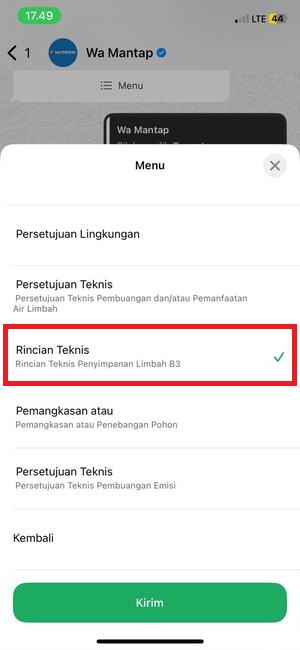 17.49
LTE 44
1
WA MANTAP
Wa Mantap
Menu
Wa Mantap
Menu
Persetujuan Lingkungan
Persetujuan Teknis
Persetujuan Teknis Pembuangan dan/atau Pemanfaatan
Air Limbah
Rincian Teknis
Rincian Teknis Penyimpanan Limbah B3
Pemangkasan atau
Pemangkasan atau Penebangan Pohon
Persetujuan Teknis
Persetujuan Teknis Pembuangan Emisi
Kembali
Kirim